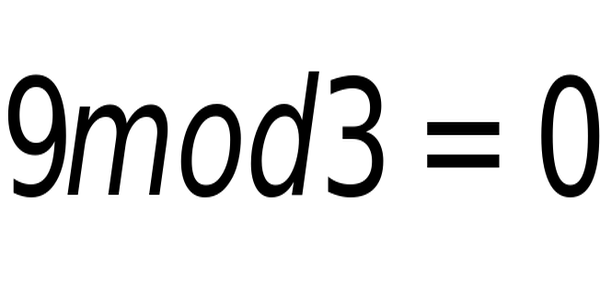 9mod3 = 0